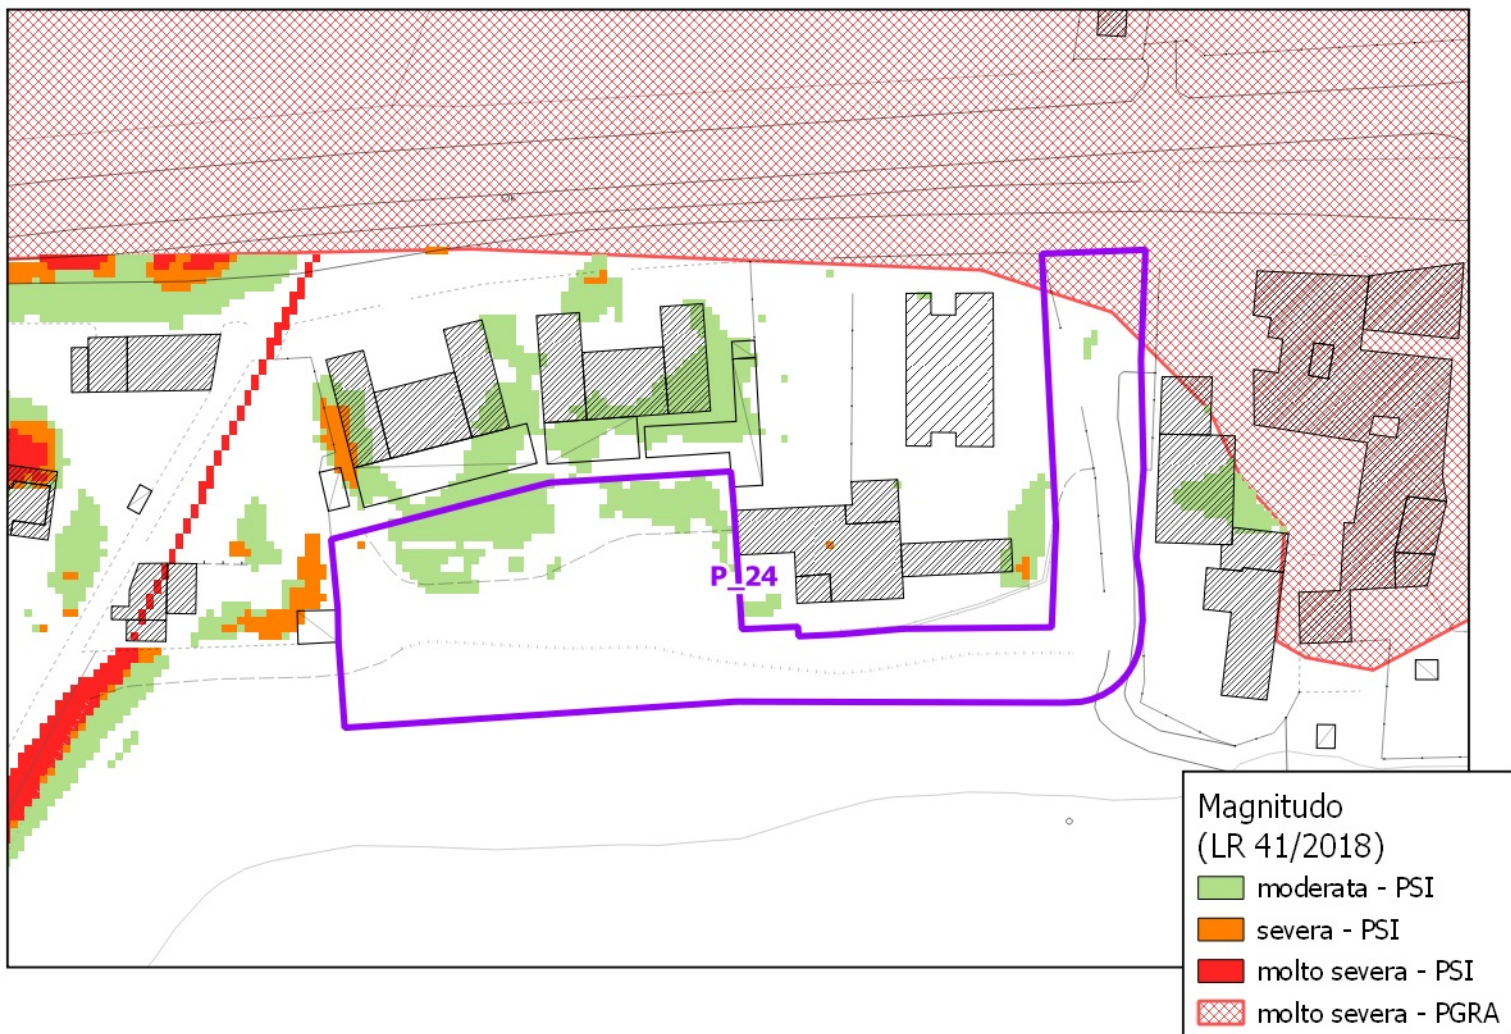 P_24
Magnitudo
(LR 41/2018)
moderata - PSI
severa - PSI
molto severa - PSI
molto severa - PGRA